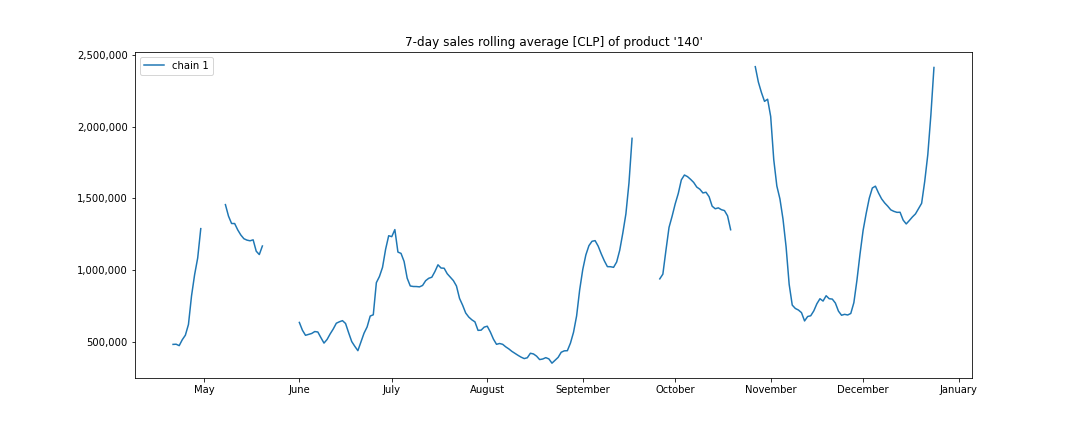 7-day sales rolling average [CLP] of product '140'
2,500,000
chain 1
2,000,000
1,500,000
1,000,000
500,000
May June July August September October November December January